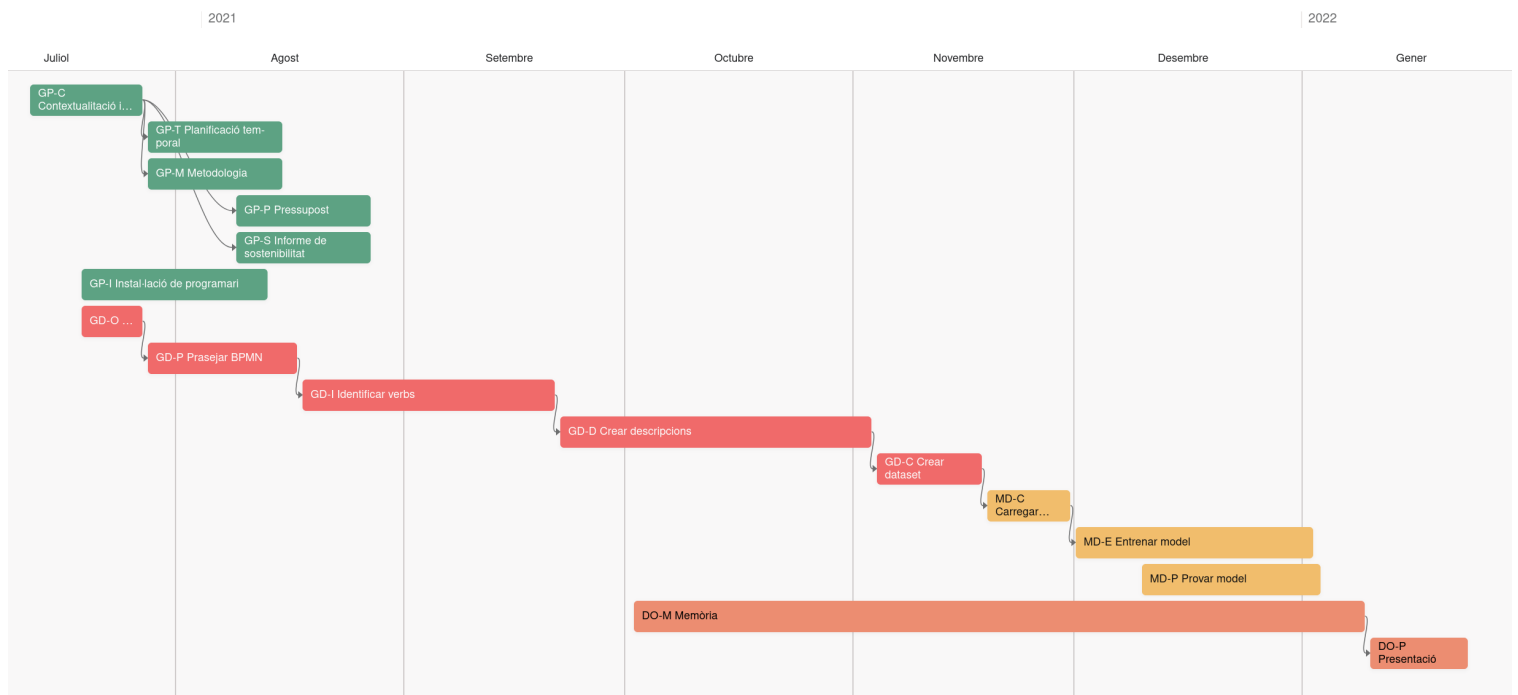 2021
2022
Juliol
Agost
Setembre
Octubre
Novembre
Desembre
Gener
GP-C
Contextualitació i...
GP-T Planificació tem-
poral
GP-M Metodologia
GP-P Pressupost
GP-S Informe de
sostenibilitat
GP-I Instal·lació de programari
GD-O ...
GD-P Prasejar BPMN
GD-I Identificar verbs
GD-D Crear descripcions
GD-C Crear
dataset
MD-C
Carregar...
MD-E Entrenar model
MD-P Provar model
DO-M Memòria
DO-P
Presentació